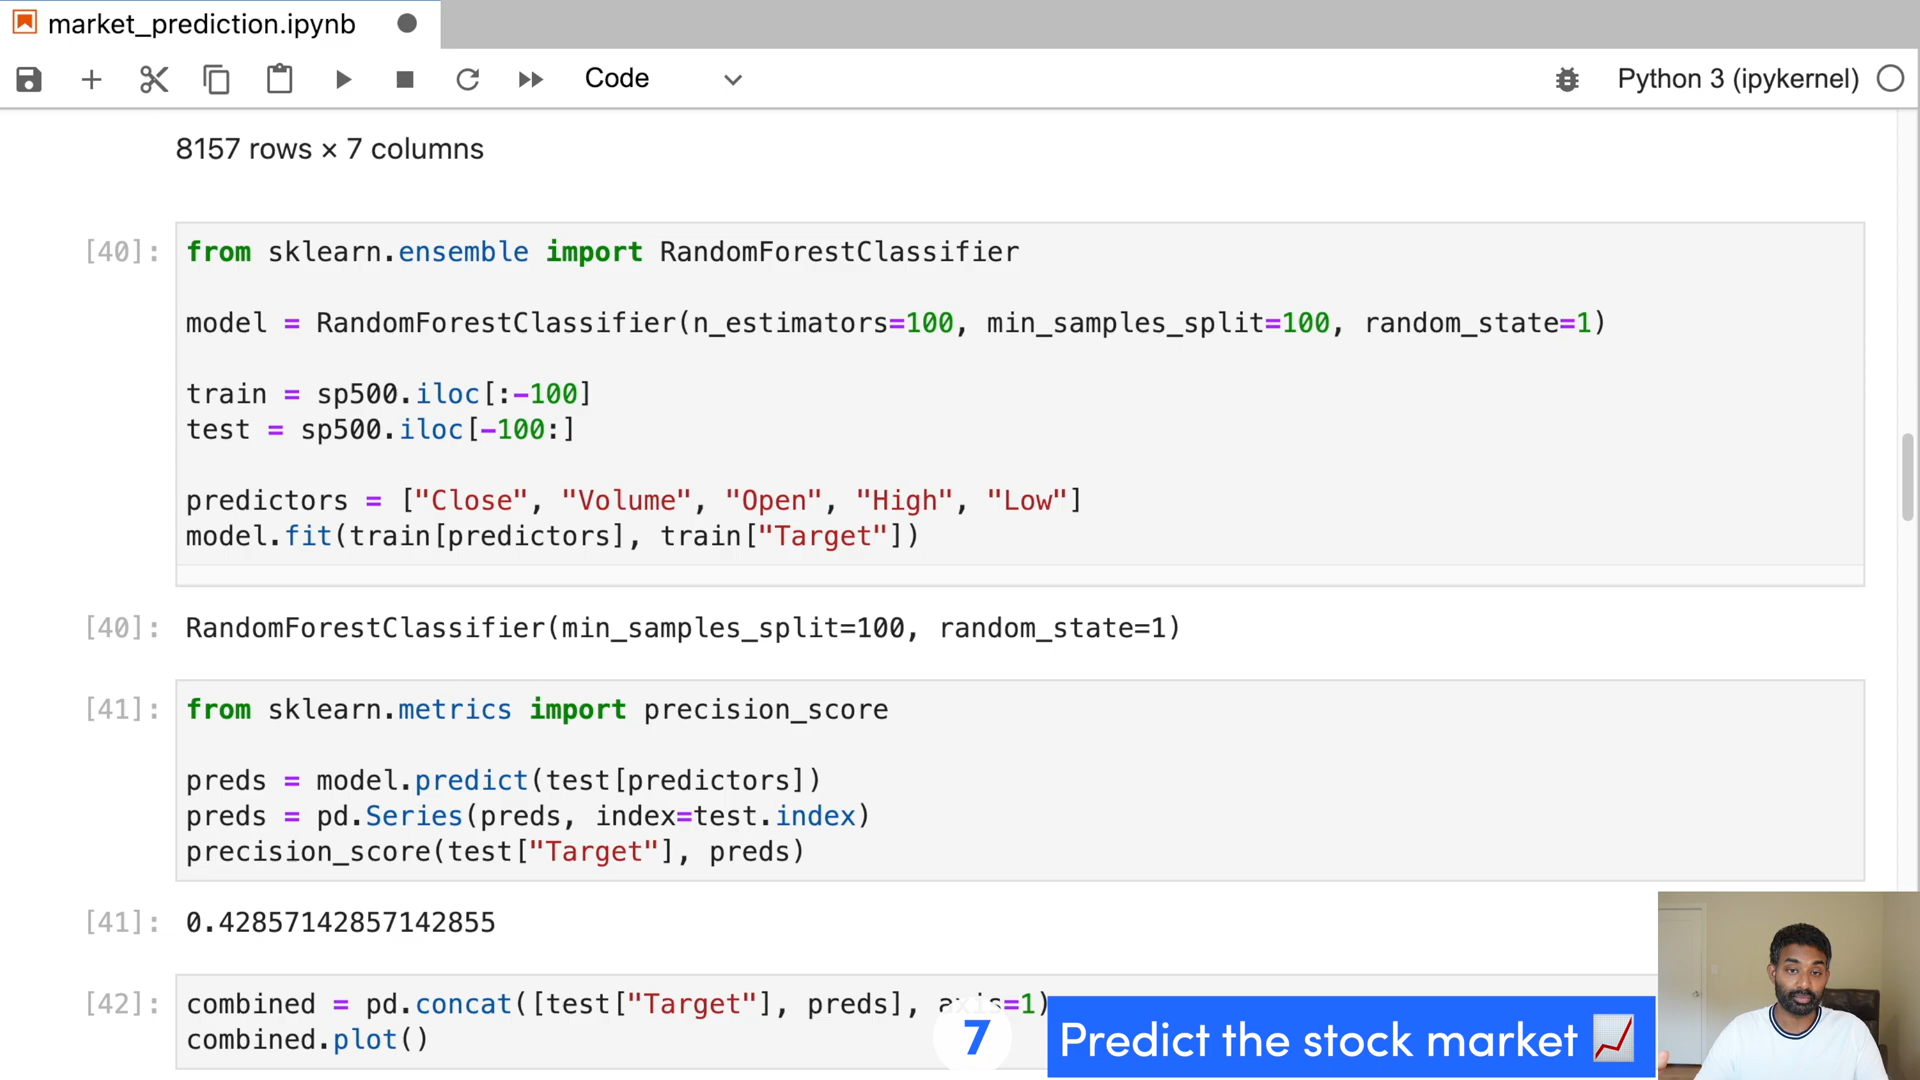 market_prediction.ipynb
Code
Python 3 (ipykernel)
8157 rows × 7 columns
[40]:
from sklearn.ensemble import RandomForestClassifier
model = RandomForestClassifier(n_estimators=100, min_samples_split=100, random_state=1)
train = sp500.iloc[:-100]
test = sp500.iloc[-100:]
predictors = ["Close", "Volume", "Open", "High", "Low"]
model.fit(train[predictors], train["Target"])
[40]: RandomForestClassifier(min_samples_split=100, random_state=1)
[41]:
from sklearn.metrics import precision_score
preds = model.predict(test[predictors])
preds = pd.Series(preds, index=test.index)
precision_score(test["Target"], preds)
[41]: 0.42857142857142855
[42]:
combined = pd.concat([test["Target"], preds], axis=1)
combined.plot()
7
Predict the stock market